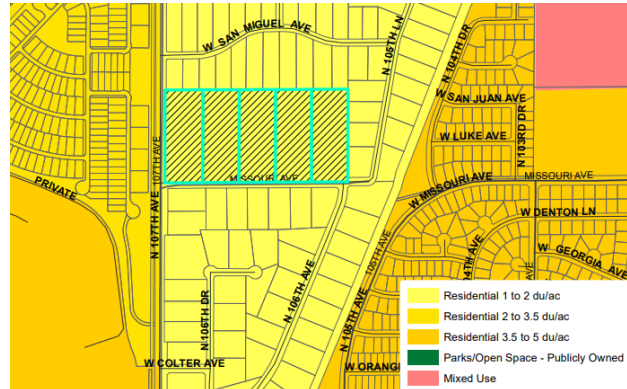 W SAN MIGUEL AVE
N 105TH LN
N 104TH DR
W SAN JUAN AVE
W LUKE AVE
N 103RD DR
MISSOURI AVE
W MISSOURI AVE
MISSOURI AVE
PRIVATE
N 107TH AVE
107TH AVE
W DENTON LN
W GEORGIA AVE
105TH AVE
104TH AVE
N 106TH DR
N 106TH AVE
N 105TH AVE
W COLTER AVE
W ORANG
Residential 1 to 2 du/ac
Residential 2 to 3.5 du/ac
Residential 3.5 to 5 du/ac
Parks/Open Space - Publicly Owned
Mixed Use